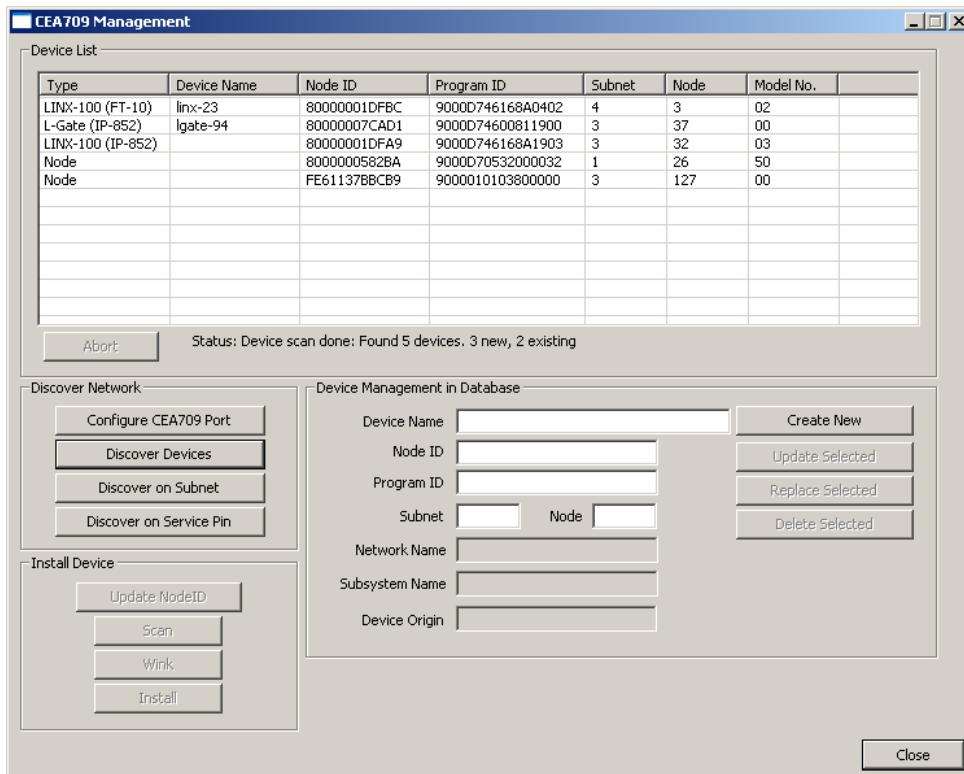 CEA709 Management
Device List
Type Device Name Node ID Program ID Subnet Node Model No.
LINX-100 (FT-10) linx-23 80000001DFBC 9000D746168A0402 4 3 02
L-Gate (IP-852) lgate-94 80000007CAD1 9000D74600811900 3 37 00
LINX-100 (IP-852) 80000001DFA9 9000D746168A1903 3 32 03
Node 8000000582BA 9000D70532000032 1 26 50
Node FE61137BBCB9 9000010103800000 3 127 00
Abort Status: Device scan done: Found 5 devices. 3 new, 2 existing
Discover Network
Configure CEA709 Port
Discover Devices
Discover on Subnet
Discover on Service Pin
Install Device
Update NodeID
Scan
Wink
Install
Device Management in Database
Device Name Create New
Node ID Update Selected
Program ID Replace Selected
Subnet Node Delete Selected
Network Name
Subsystem Name
Device Origin
Close